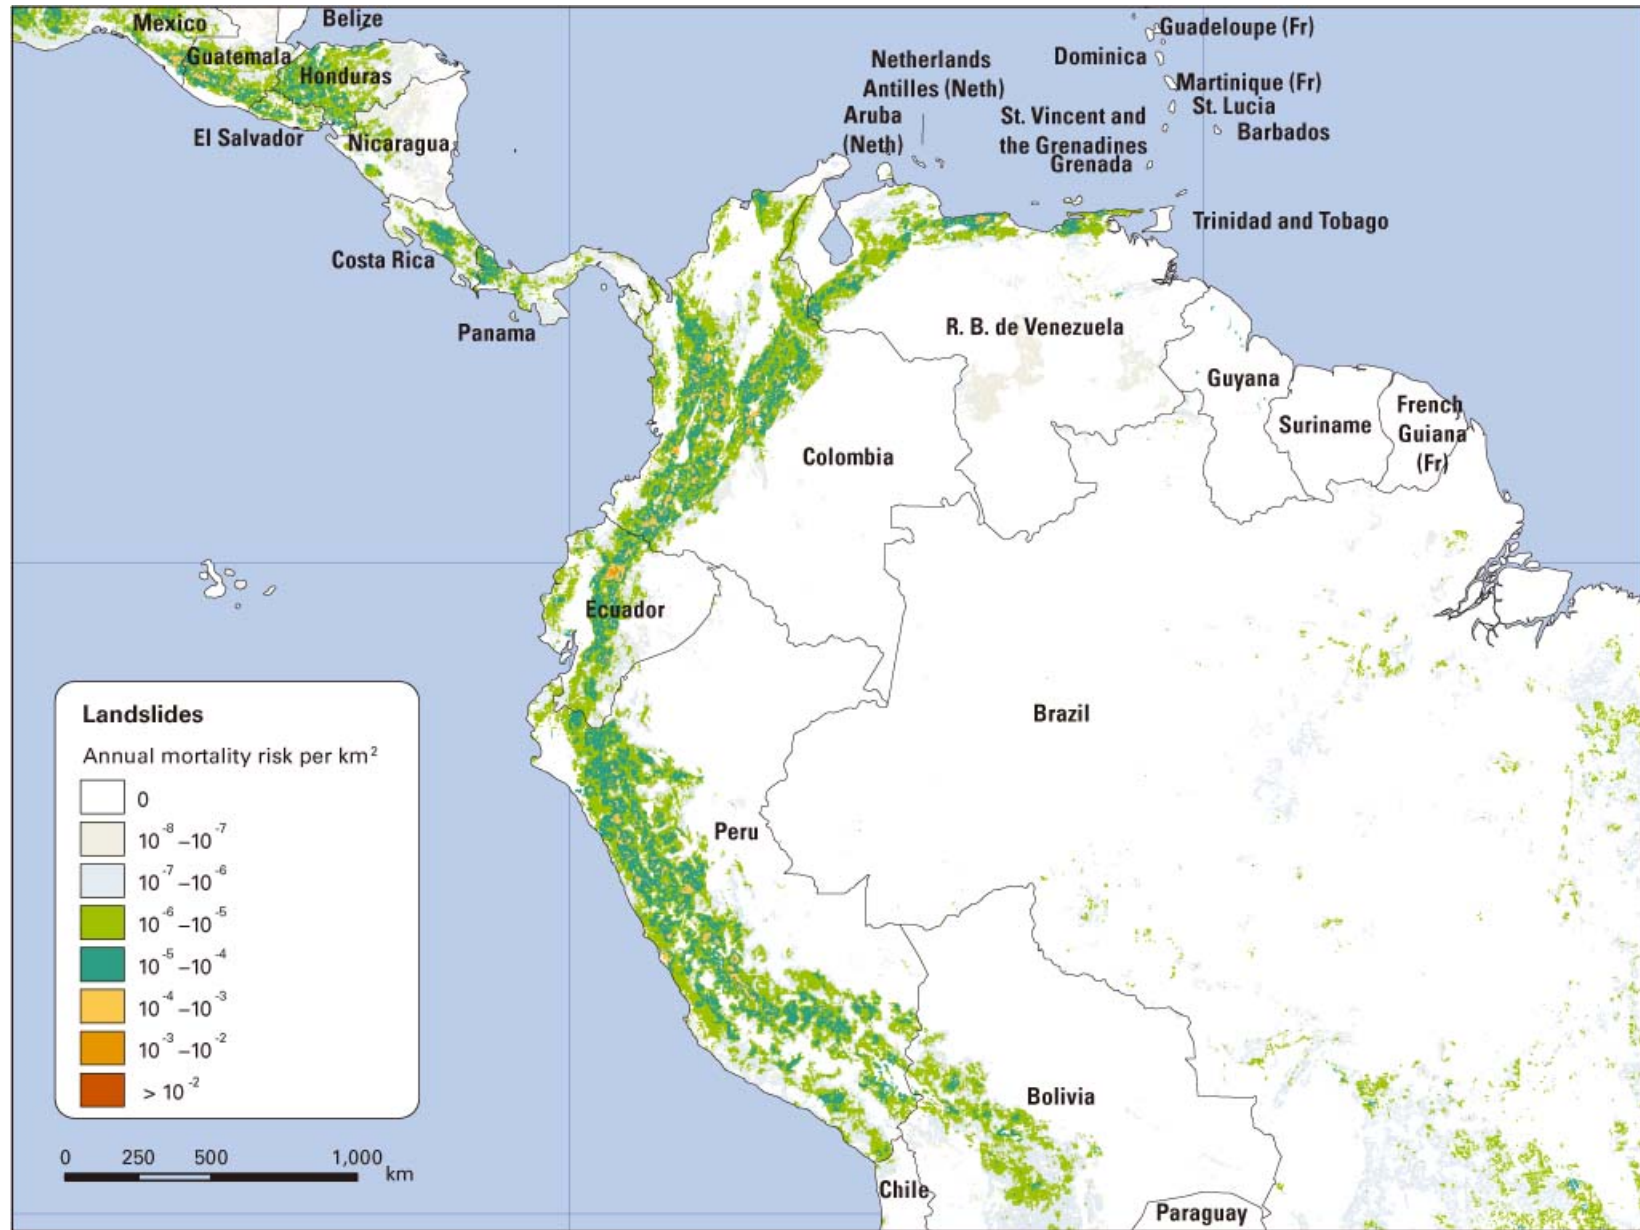 Mexico
Belize
Guatemala
Honduras
El Salvador
Nicaragua
Costa Rica
Panama
Netherlands
Antilles (Neth)
Aruba
(Neth)
Guadeloupe (Fr)
Dominica
Martinique (Fr)
St. Lucia
St. Vincent and
the Grenadines
Barbados
Grenada
Trinidad and Tobago
R. B. de Venezuela
Guyana
Suriname
French
Guiana
(Fr)
Colombia
Ecuador
Brazil
Peru
Bolivia
Chile
Paraguay
Landslides
Annual mortality risk per km²
0
10⁻⁸ –10⁻⁷
10⁻⁷ –10⁻⁶
10⁻⁶ –10⁻⁵
10⁻⁵ –10⁻⁴
10⁻⁴ –10⁻³
10⁻³ –10⁻²
> 10⁻²
0 250 500 1,000
km